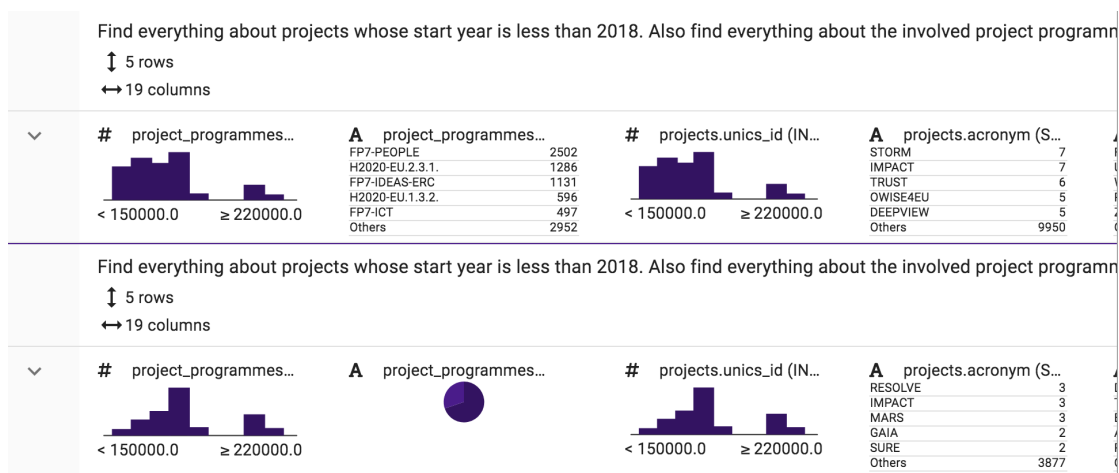 Find everything about projects whose start year is less than 2018. Also find everything about the involved project programm
5 rows
19 columns
# project_programmes... A project_programmes... # projects.unics_id (IN... A projects.acronym (S...
FP7-PEOPLE 2502
H2020-EU.2.3.1. 1286
FP7-IDEAS-ERC 1131
H2020-EU.1.3.2. 596
FP7-ICT 497
Others 2952
STORM 7
IMPACT 7
TRUST 6
OWISE4EU 5
DEEPVIEW 5
Others 9950
< 150000.0 ≥ 220000.0 < 150000.0 ≥ 220000.0
Find everything about projects whose start year is less than 2018. Also find everything about the involved project programm
5 rows
19 columns
# project_programmes... A project_programmes... # projects.unics_id (IN... A projects.acronym (S...
RESOLVE 3
IMPACT 3
MARS 3
GAIA 2
SURE 2
Others 3877
< 150000.0 ≥ 220000.0 < 150000.0 ≥ 220000.0